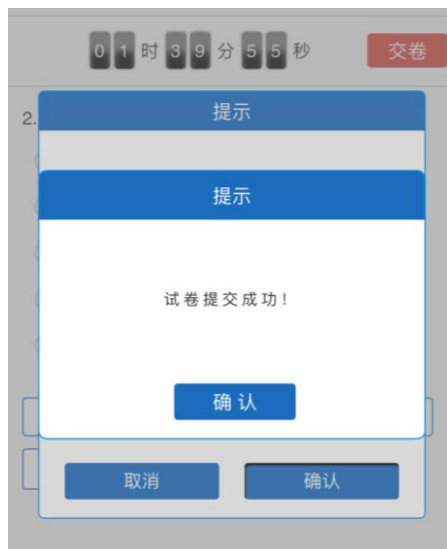 01时39分55秒 交卷
2.
提示
提示
试卷提交成功!
确认
取消 确认